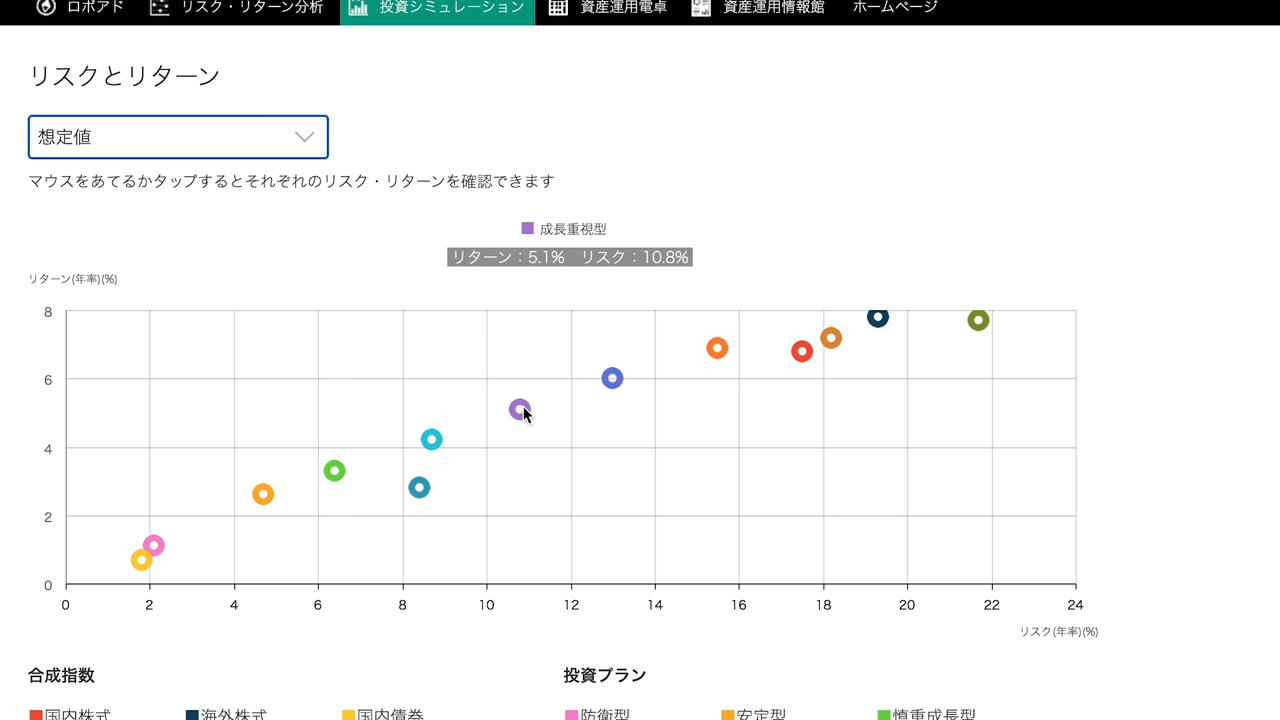 ロボアド リスク・リターン分析 投資シミュレーション 資産運用電卓 資産運用情報館 ホームページ
リスクとリターン
想定値
マウスをあてるかタップするとそれぞれのリスク・リターンを確認できます
成長重視型
リターン：5.1% リスク：10.8%
リターン(年率)(%)
8
6
4
2
0
0 2 4 6 8 10 12 14 16 18 20 22 24
リスク(年率)(%)
合成指数 投資プラン
国内株式 海外株式 国内債券 防衛型 安定型 慎重成長型